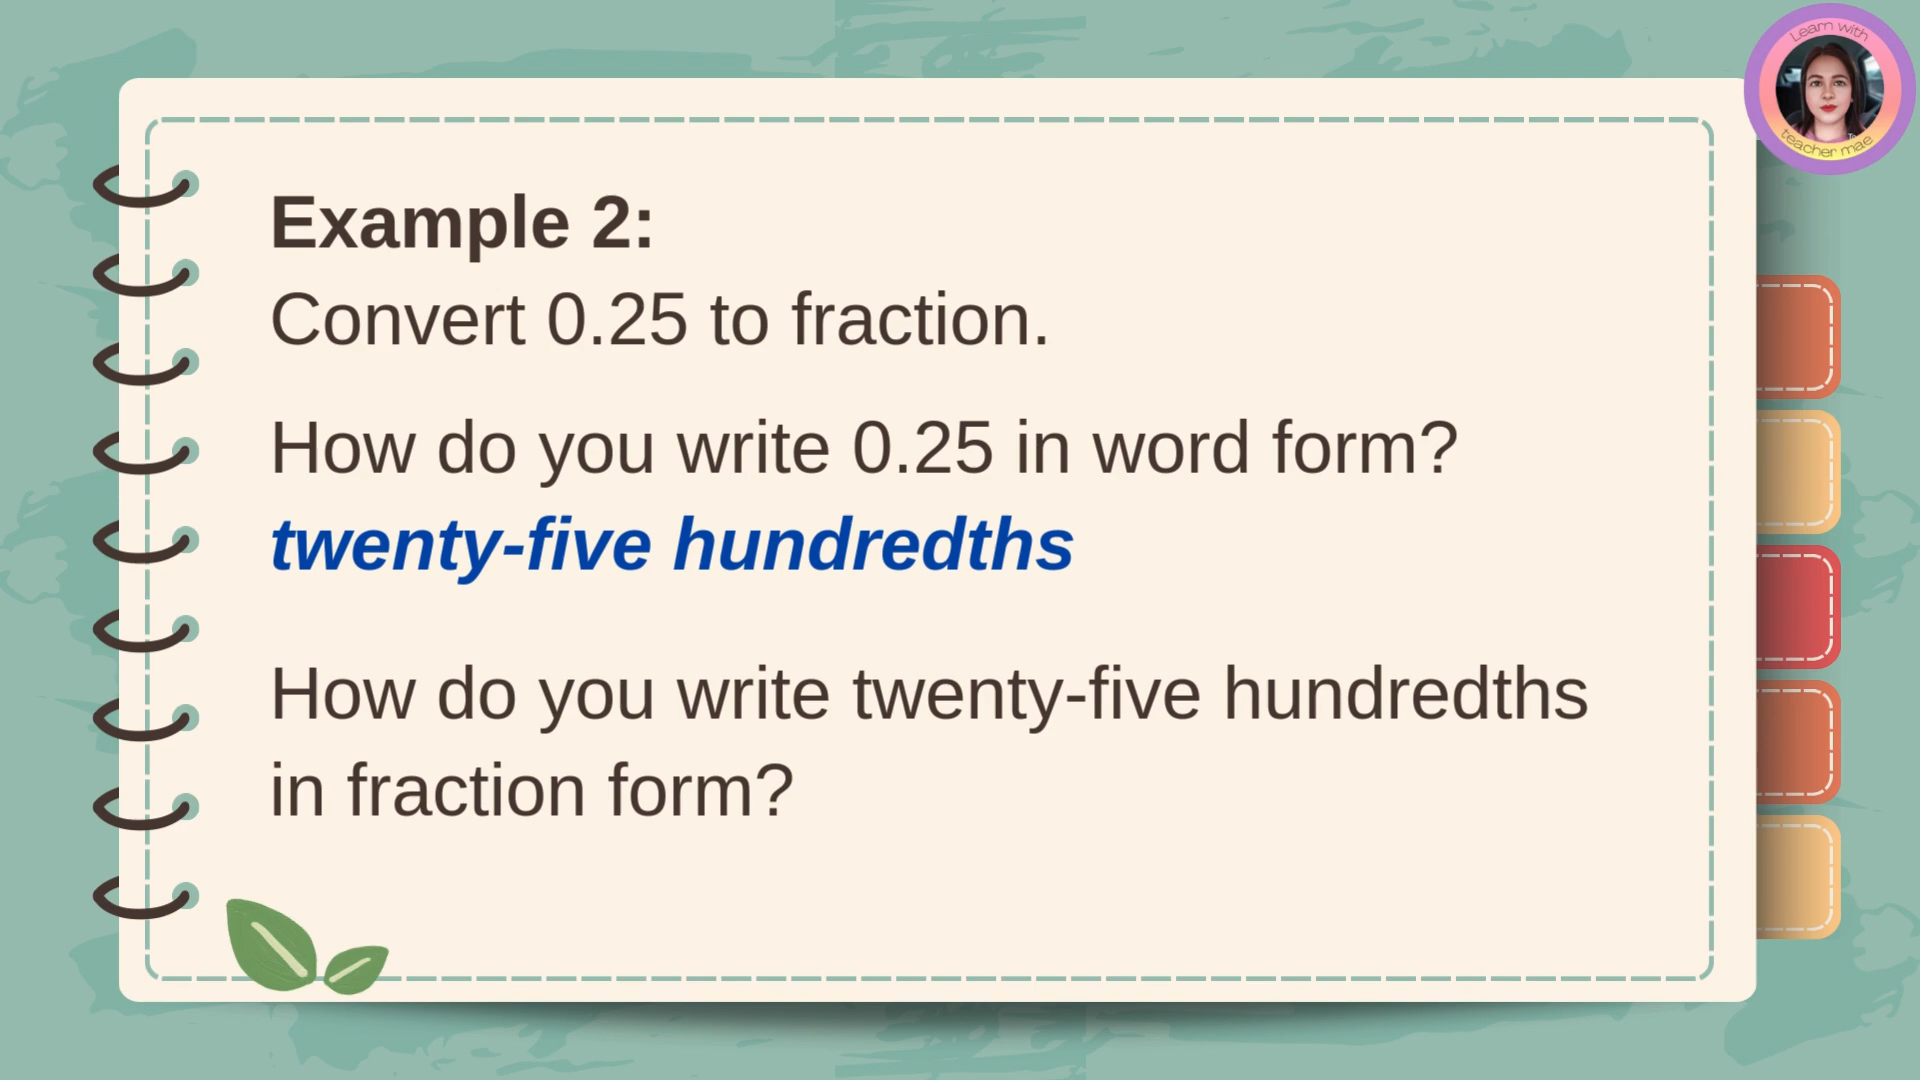 Learn with
teacher mae
Example 2:
Convert 0.25 to fraction.
How do you write 0.25 in word form?
twenty-five hundredths
How do you write twenty-five hundredths
in fraction form?